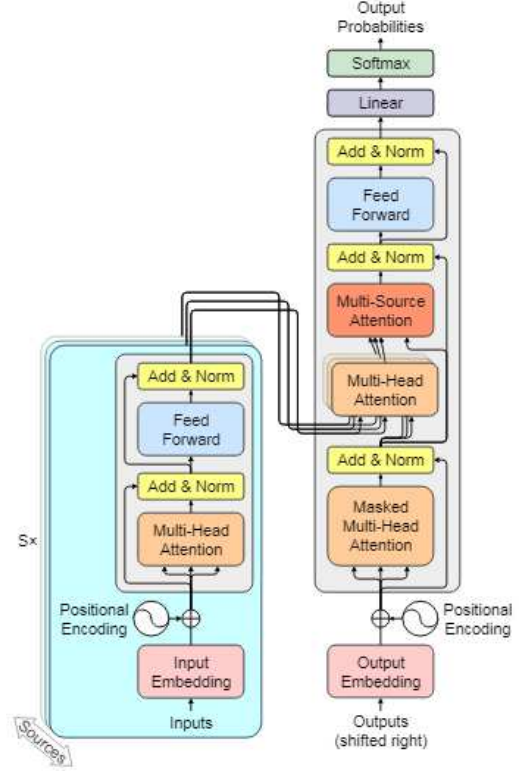 Output
Probabilities
Softmax
Linear
Add & Norm
Feed
Forward
Add & Norm
Multi-Source
Attention
Multi-Head
Attention
Add & Norm
Masked
Multi-Head
Attention
Positional
Encoding
Output
Embedding
Outputs
(shifted right)
Add & Norm
Feed
Forward
Add & Norm
Multi-Head
Attention
S×
Positional
Encoding
Input
Embedding
Inputs
Sources